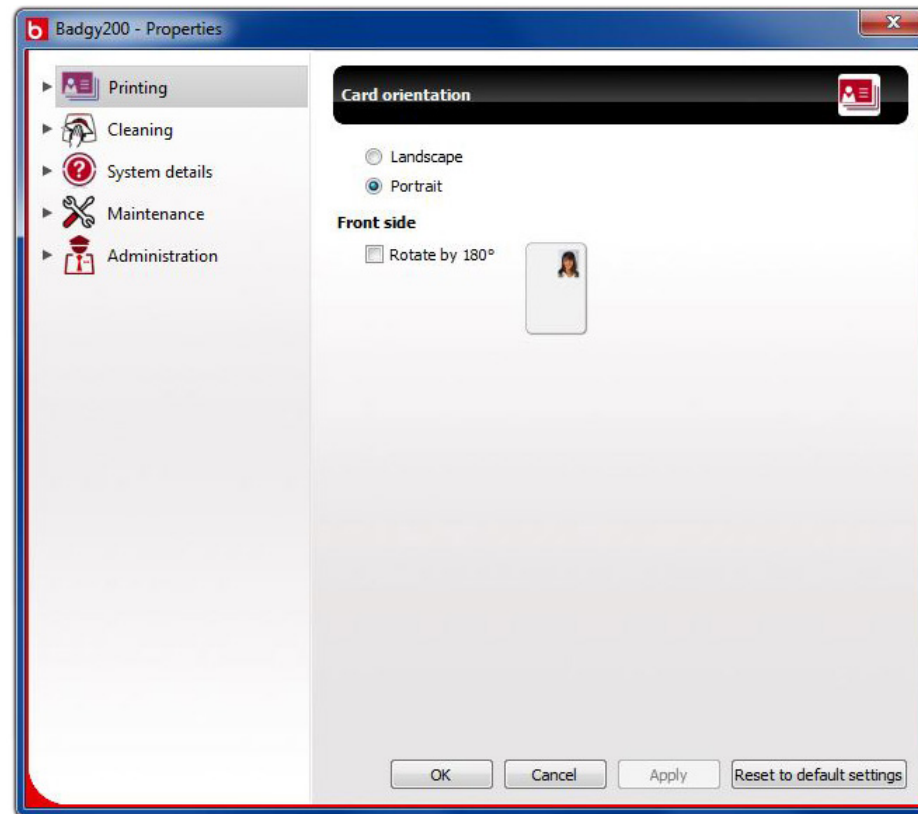 b Badgy200 - Properties
Printing
Cleaning
System details
Maintenance
Administration
Card orientation
Landscape
Portrait
Front side
Rotate by 180°
OK Cancel Apply Reset to default settings